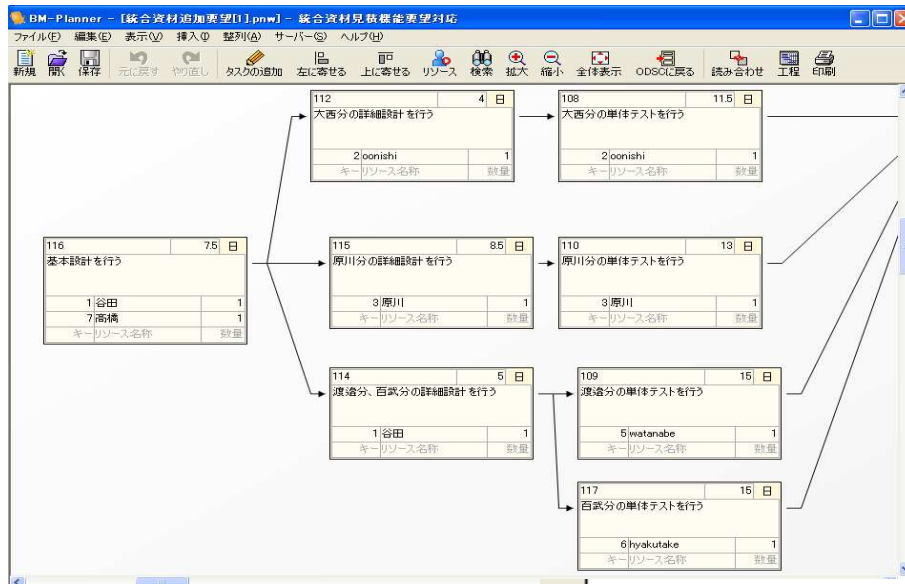 BM-Planner - [統合資材追加要望[1].pnw] - 統合資材見積機能要望対応
ファイル(F) 編集(E) 表示(V) 挿入(I) 整列(A) サーバー(S) ヘルプ(H)
新規 開く 保存 元に戻す やり直し タスクの追加 左に寄せる 上に寄せる リソース 検索 拡大 縮小 全体表示 ODSCに戻る 読み合わせ 工程 印刷
112 4 日
大西分の詳細設計を行う
2 oonishi 1
キー リソース名称 数量
108 11.5 日
大西分の単体テストを行う
2 oonishi 1
キー リソース名称 数量
116 7.5 日
基本設計を行う
1 谷田 1
7 高橋 1
キー リソース名称 数量
115 8.5 日
原川分の詳細設計を行う
3 原川 1
キー リソース名称 数量
110 13 日
原川分の単体テストを行う
3 原川 1
キー リソース名称 数量
114 5 日
渡邉分、百武分の詳細設計を行う
1 谷田 1
キー リソース名称 数量
109 15 日
渡邉分の単体テストを行う
5 watanabe 1
キー リソース名称 数量
117 15 日
百武分の単体テストを行う
6 hyakutake 1
キー リソース名称 数量